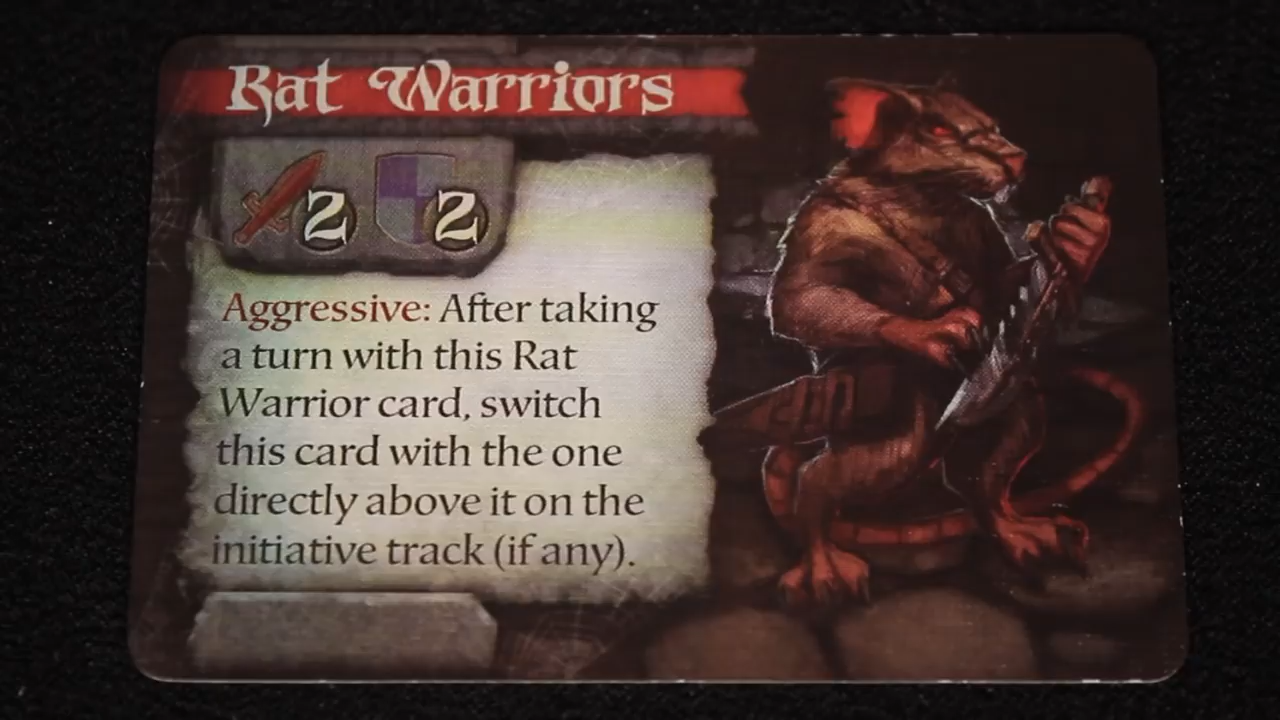 Rat Warriors
2 2
Aggressive: After taking
a turn with this Rat
Warrior card, switch
this card with the one
directly above it on the
initiative track (if any).